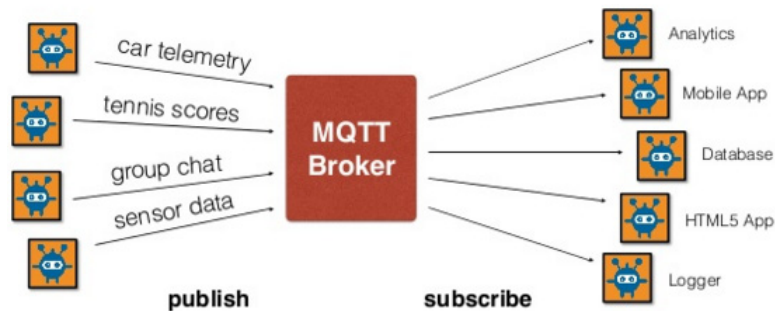 car telemetry
tennis scores
group chat
sensor data
MQTT
Broker
Analytics
Mobile App
Database
HTML5 App
Logger
publish
subscribe